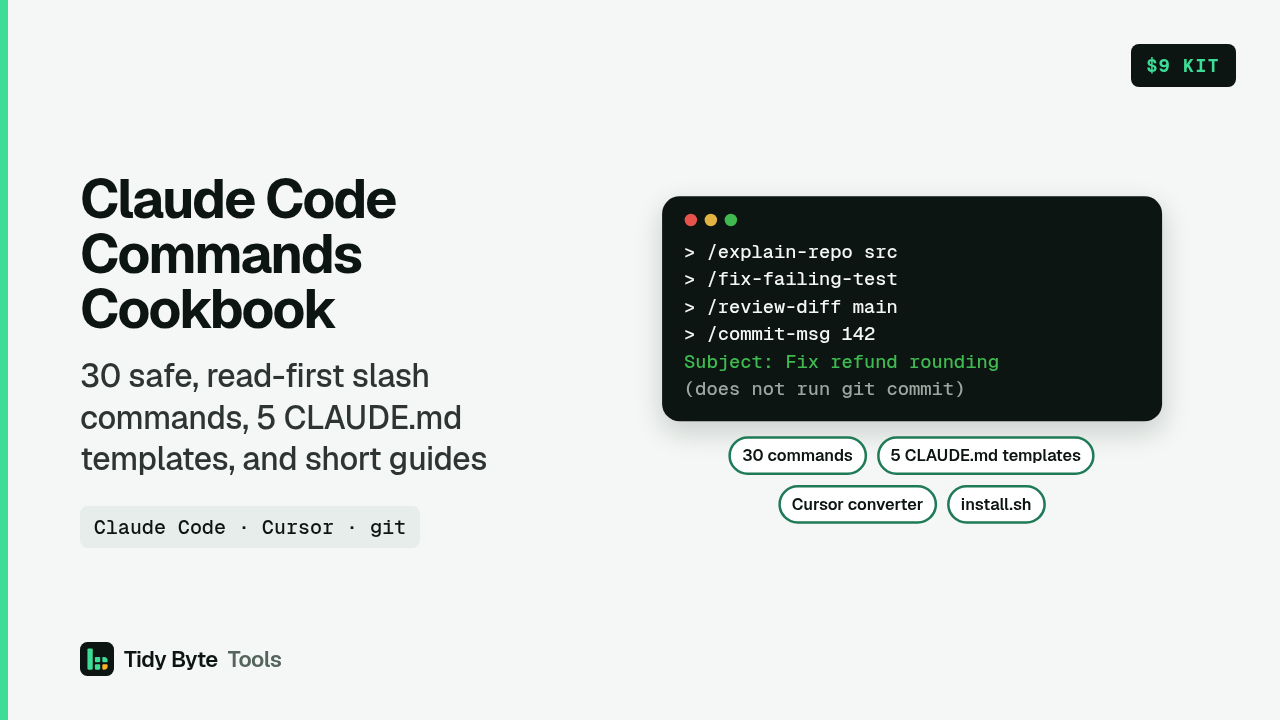 $9 KIT
Claude Code
Commands
Cookbook
30 safe, read-first slash
commands, 5 CLAUDE.md
templates, and short guides
Claude Code · Cursor · git
> /explain-repo src
> /fix-failing-test
> /review-diff main
> /commit-msg 142
Subject: Fix refund rounding
(does not run git commit)
30 commands
5 CLAUDE.md templates
Cursor converter
install.sh
Tidy Byte Tools